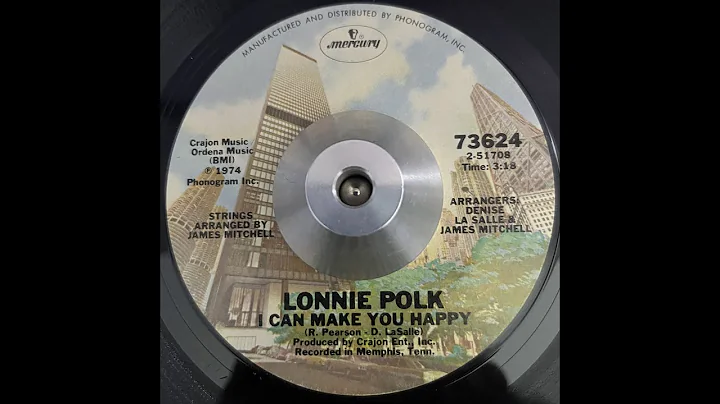 MANUFACTURED AND DISTRIBUTED BY PHONOGRAM, INC.
mercury
Crajon Music
Ordena Music
(BMI)
℗ 1974
Phonogram Inc.
73624
2-51708
Time: 3:18
STRINGS
ARRANGED BY
JAMES MITCHELL
ARRANGERS:
DENISE
LA SALLE &
JAMES MITCHELL
LONNIE POLK
I CAN MAKE YOU HAPPY
(R. Pearson - D. LaSalle)
Produced by Crajon Ent., Inc.
Recorded in Memphis, Tenn.